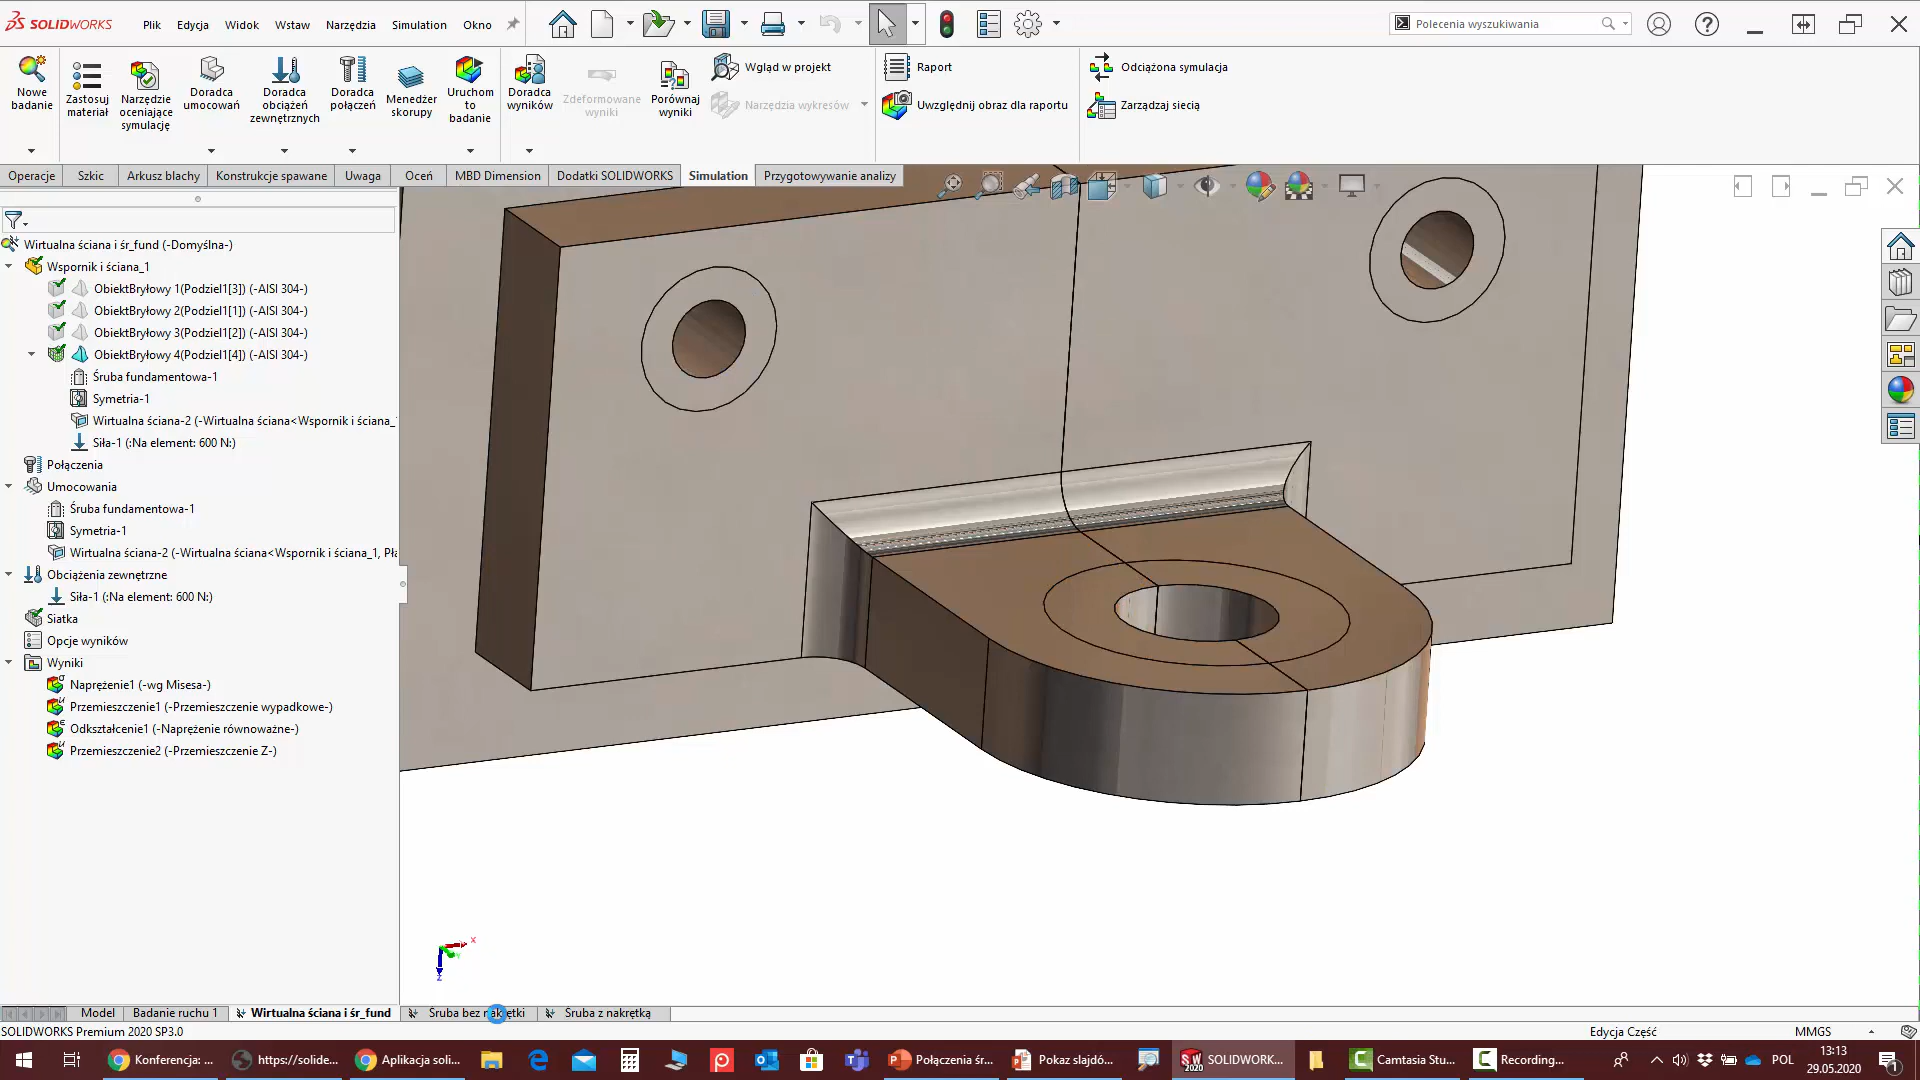 SOLIDWORKS
Plik Edycja Widok Wstaw Narzędzia Simulation Okno
Polecenia wyszukiwania
Nowe badanie
Zastosuj materiał
Narzędzie oceniające symulację
Doradca umocowań
Doradca obciążeń zewnętrznych
Doradca połączeń
Menedżer skorupy
Uruchom to badanie
Doradca wyników
Zdeformowane wyniki
Porównaj wyniki
Wgląd w projekt
Narzędzia wykresów
Raport
Uwzględnij obraz dla raportu
Odciążona symulacja
Zarządzaj siecią
Operacje Szkic Arkusz blachy Konstrukcje spawane Uwaga Oceń MBD Dimension Dodatki SOLIDWORKS Simulation Przygotowywanie analizy
Wirtualna ściana i śr_fund (-Domyślna-)
Wspornik i ściana_1
ObiektBryłowy 1(Podziel1[3]) (-AISI 304-)
ObiektBryłowy 2(Podziel1[1]) (-AISI 304-)
ObiektBryłowy 3(Podziel1[2]) (-AISI 304-)
ObiektBryłowy 4(Podziel1[4]) (-AISI 304-)
Śruba fundamentowa-1
Symetria-1
Wirtualna ściana-2 (-Wirtualna ściana<Wspornik i ściana_
Siła-1 (:Na element: 600 N:)
Połączenia
Umocowania
Śruba fundamentowa-1
Symetria-1
Wirtualna ściana-2 (-Wirtualna ściana<Wspornik i ściana_1, Pła
Obciążenia zewnętrzne
Siła-1 (:Na element: 600 N:)
Siatka
Opcje wyników
Wyniki
Naprężenie1 (-wg Misesa-)
Przemieszczenie1 (-Przemieszczenie wypadkowe-)
Odkształcenie1 (-Naprężenie równoważne-)
Przemieszczenie2 (-Przemieszczenie Z-)
x
z
Model Badanie ruchu 1 Wirtualna ściana i śr_fund Śruba bez nakrętki Śruba z nakrętką
SOLIDWORKS Premium 2020 SP3.0
Edycja Część
MMGS
Konferencja: ...
https://solide...
Aplikacja soli...
Połączenia śr...
Pokaz slajdó...
SOLIDWORK...
Camtasia Stu...
Recording...
POL
13:13
29.05.2020